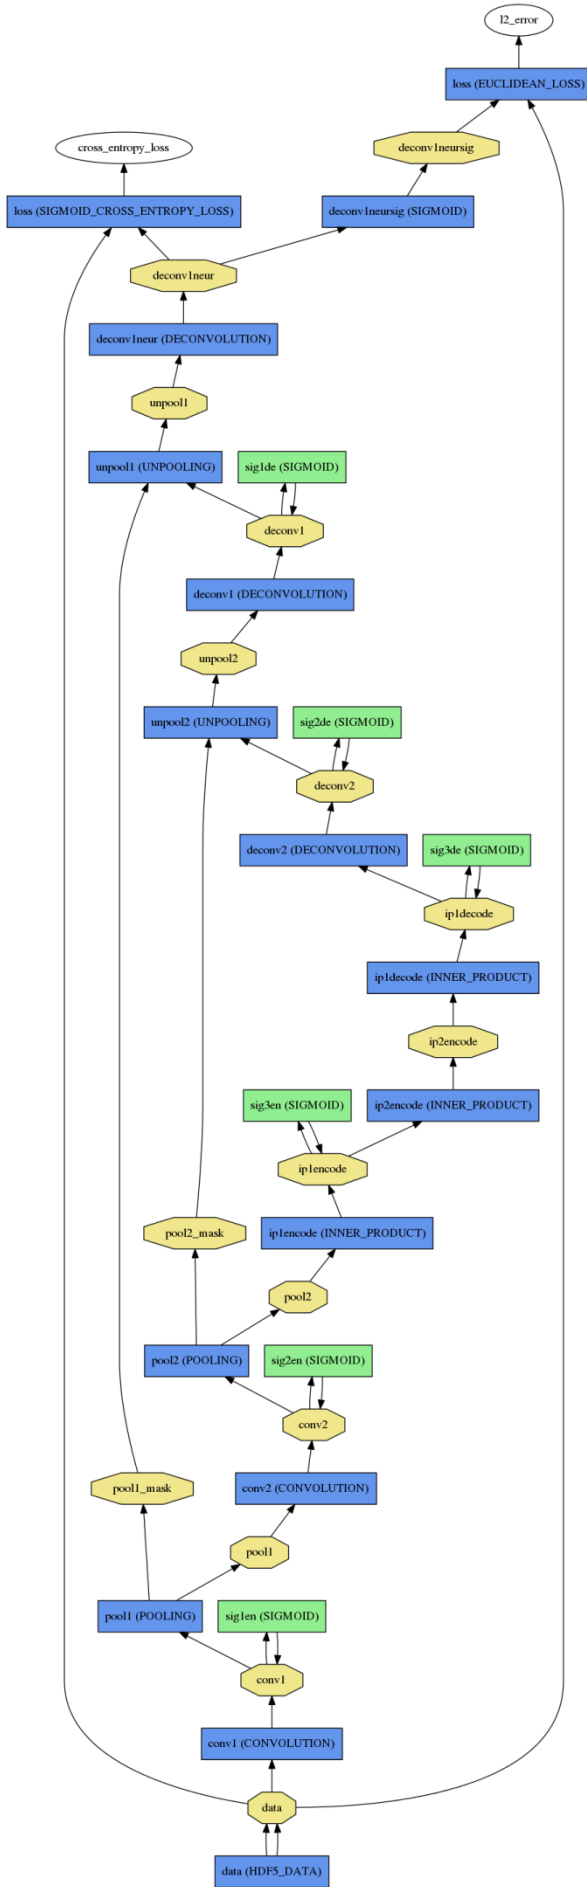 l2_error
loss (EUCLIDEAN_LOSS)
cross_entropy_loss
deconv1neursig
loss (SIGMOID_CROSS_ENTROPY_LOSS)
deconv1neursig (SIGMOID)
deconv1neur
deconv1neur (DECONVOLUTION)
unpool1
unpool1 (UNPOOLING)
sig1de (SIGMOID)
deconv1
deconv1 (DECONVOLUTION)
unpool2
unpool2 (UNPOOLING)
sig2de (SIGMOID)
deconv2
deconv2 (DECONVOLUTION)
sig3de (SIGMOID)
ip1decode
ip1decode (INNER_PRODUCT)
ip2encode
sig3en (SIGMOID)
ip2encode (INNER_PRODUCT)
ip1encode
pool2_mask
ip1encode (INNER_PRODUCT)
pool2
pool2 (POOLING)
sig2en (SIGMOID)
conv2
pool1_mask
conv2 (CONVOLUTION)
pool1
pool1 (POOLING)
sig1en (SIGMOID)
conv1
conv1 (CONVOLUTION)
data
data (HDF5_DATA)